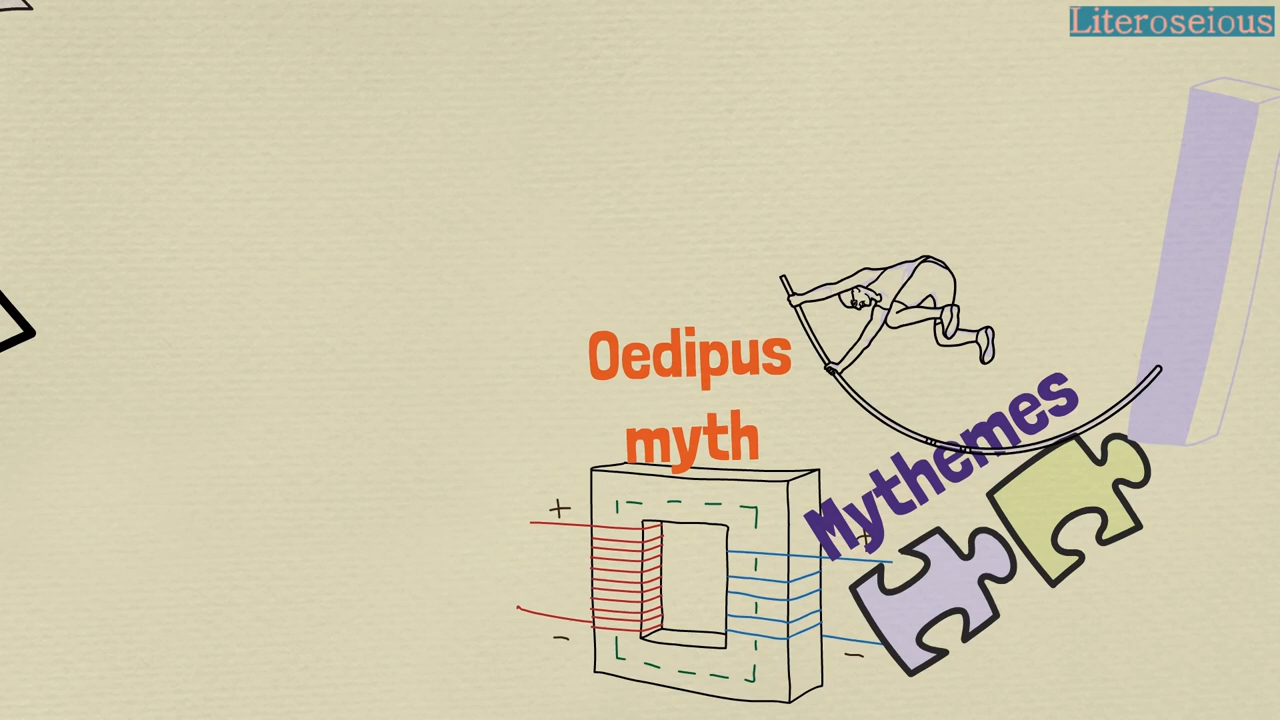 Literoseious
Oedipus
myth
Mythemes
+
+
-
-